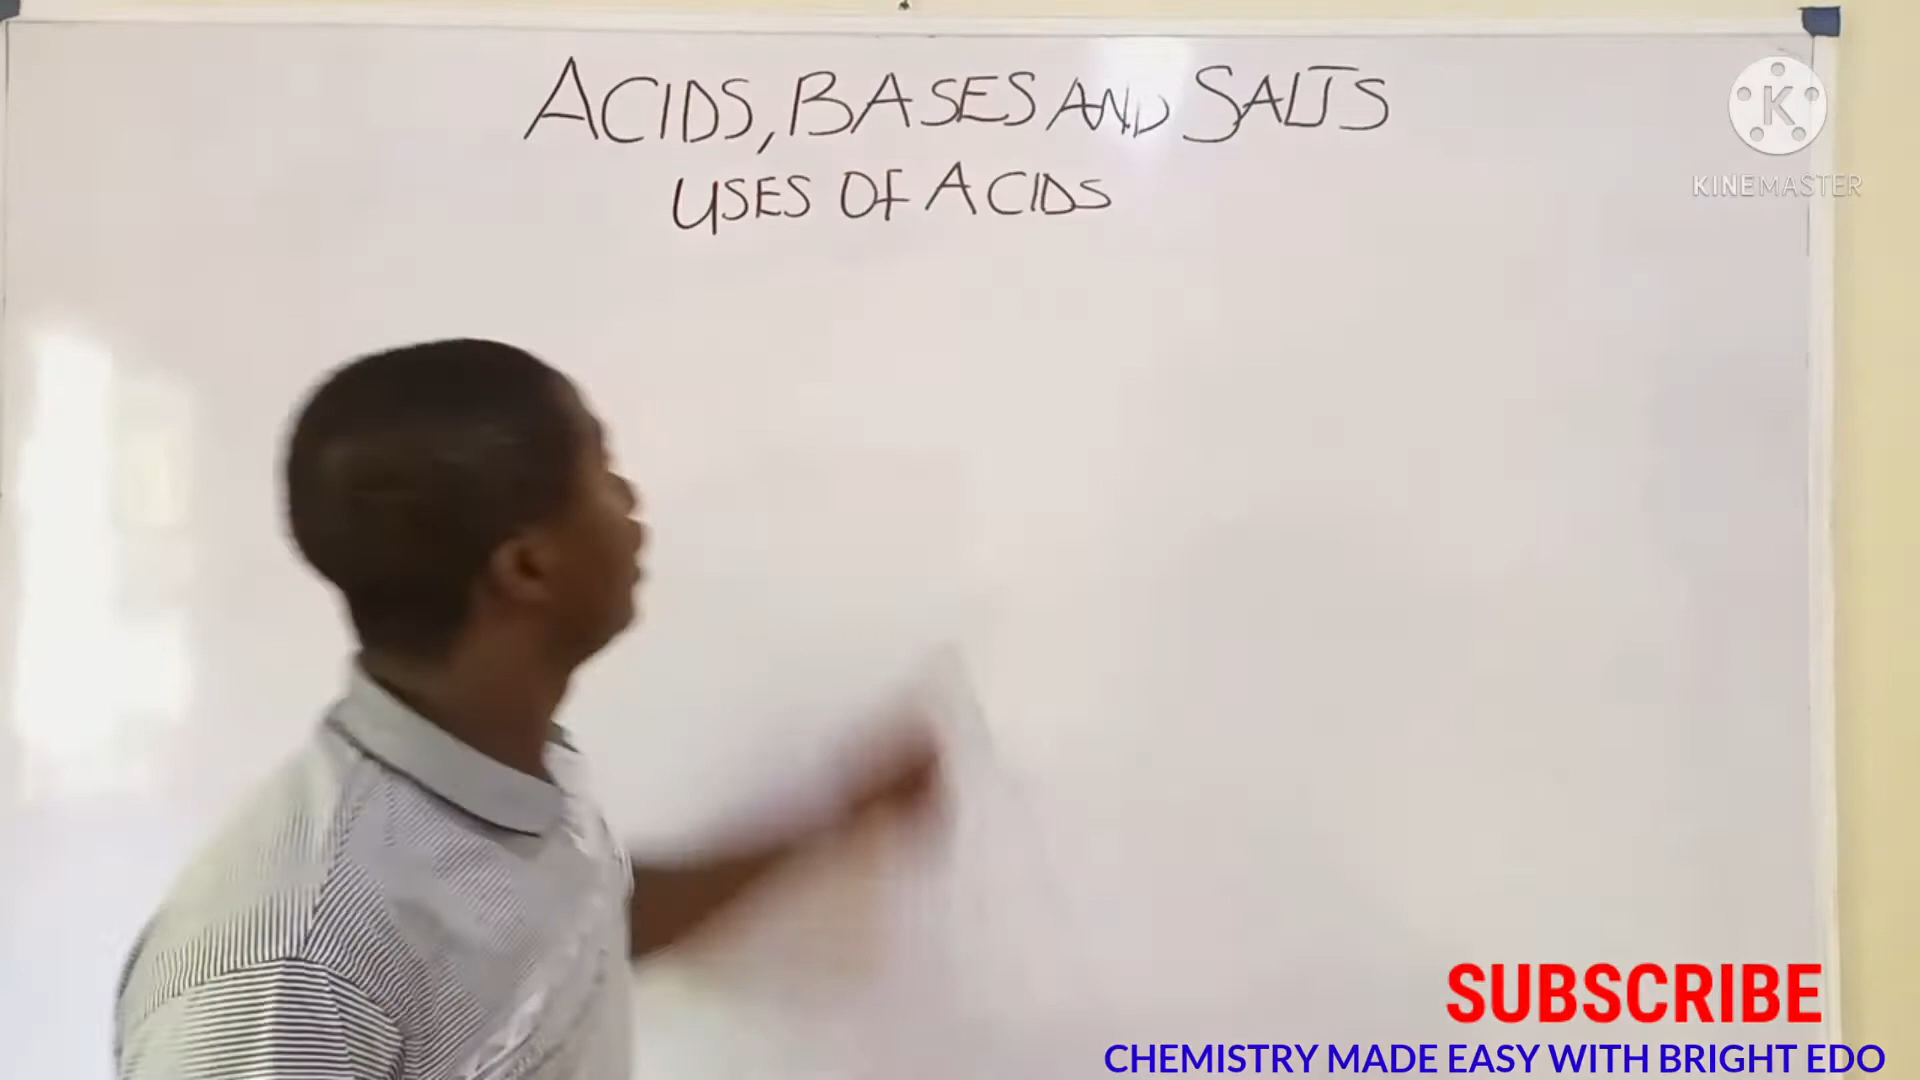 ACIDS, BASES AND SALTS
USES OF ACIDS
K
KINEMASTER
SUBSCRIBE
CHEMISTRY MADE EASY WITH BRIGHT EDO